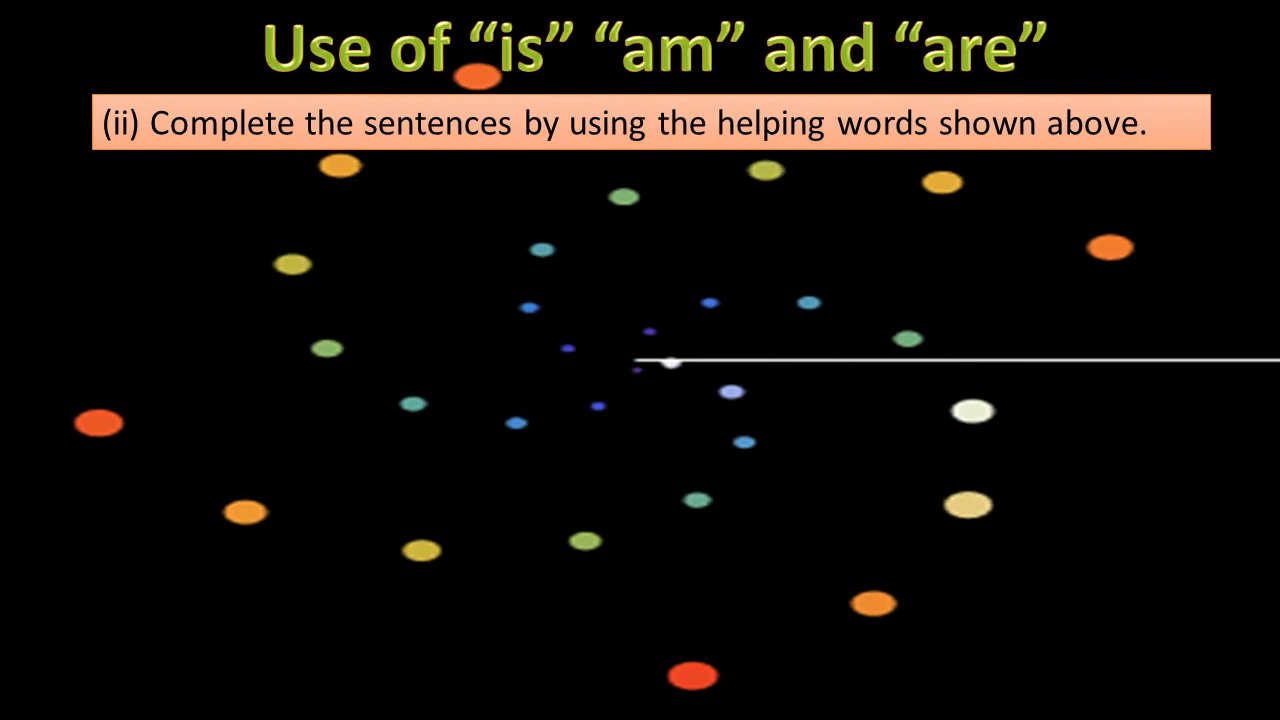 Use of “is” “am” and “are”
(ii) Complete the sentences by using the helping words shown above.